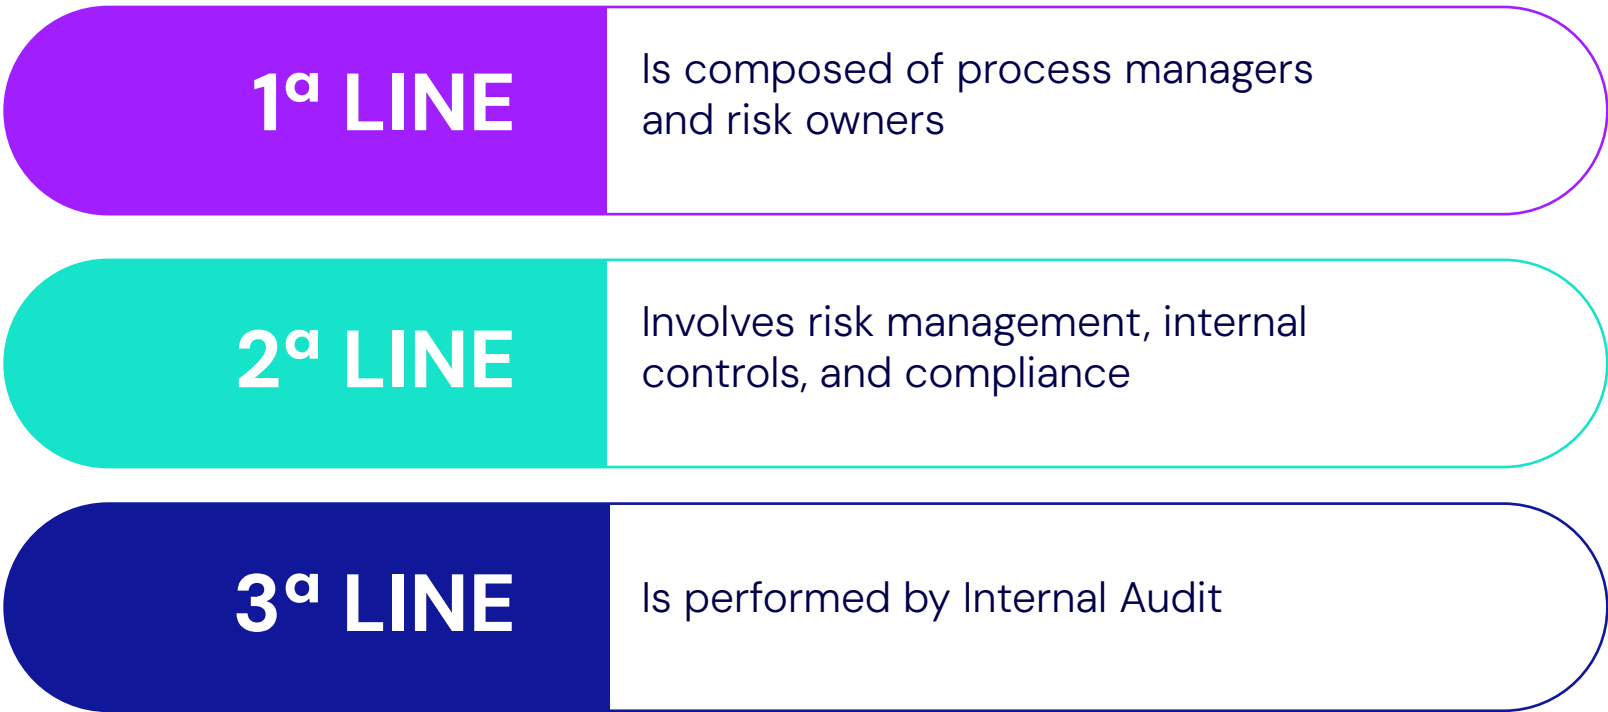 1ª LINE
Is composed of process managers
and risk owners
2ª LINE
Involves risk management, internal
controls, and compliance
3ª LINE
Is performed by Internal Audit